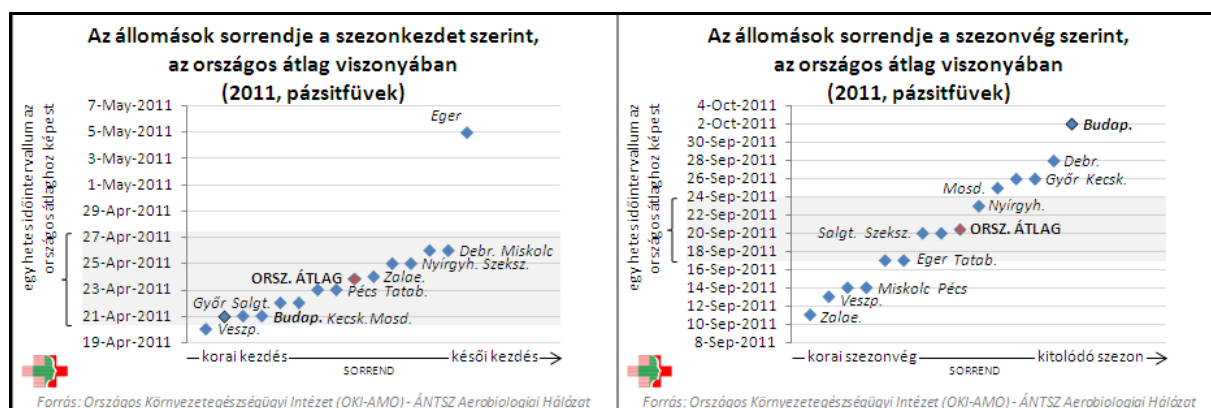 Az állomások sorrendje a szezonkezdet szerint,
az országos átlag viszonyában
(2011, pázsitfüvek)
egy hetes időintervallum az
országos átlaghoz képest
7-May-2011
5-May-2011
3-May-2011
1-May-2011
29-Apr-2011
27-Apr-2011
25-Apr-2011
23-Apr-2011
21-Apr-2011
19-Apr-2011
Eger
Debr. Miskolc
Nyírgyh. Szeksz.
ORSZ. ÁTLAG
Zalae.
Pécs Tatab.
Győr Salgt.
Budap. Kecsk. Mosd.
Veszp.
korai kezdés
késői kezdés
SORREND
Forrás: Országos Környezetegészségügyi Intézet (OKI-AMO) - ÁNTSZ Aerobiologiai Hálózat
Az állomások sorrendje a szezonvég szerint,
az országos átlag viszonyában
(2011, pázsitfüvek)
egy hetes időintervallum az
országos átlaghoz képest
4-Oct-2011
2-Oct-2011
30-Sep-2011
28-Sep-2011
26-Sep-2011
24-Sep-2011
22-Sep-2011
20-Sep-2011
18-Sep-2011
16-Sep-2011
14-Sep-2011
12-Sep-2011
10-Sep-2011
8-Sep-2011
Budap.
Debr.
Győr Kecsk.
Mosd.
Nyírgyh.
Salgt. Szeksz.
ORSZ. ÁTLAG
Eger Tatab.
Miskolc Pécs
Veszp.
Zalae.
korai szezonvég
kitolódó szezon
SORREND
Forrás: Országos Környezetegészségügyi Intézet (OKI-AMO) - ÁNTSZ Aerobiologiai Hálózat